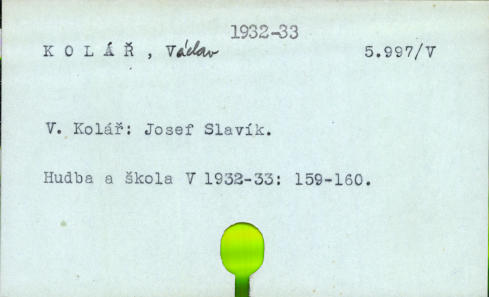 1932-33
K O L Á Ř , Václav 5.997/V
V. Kolář: Josef Slavík.
Hudba a škola V 1932-33: 159-160.